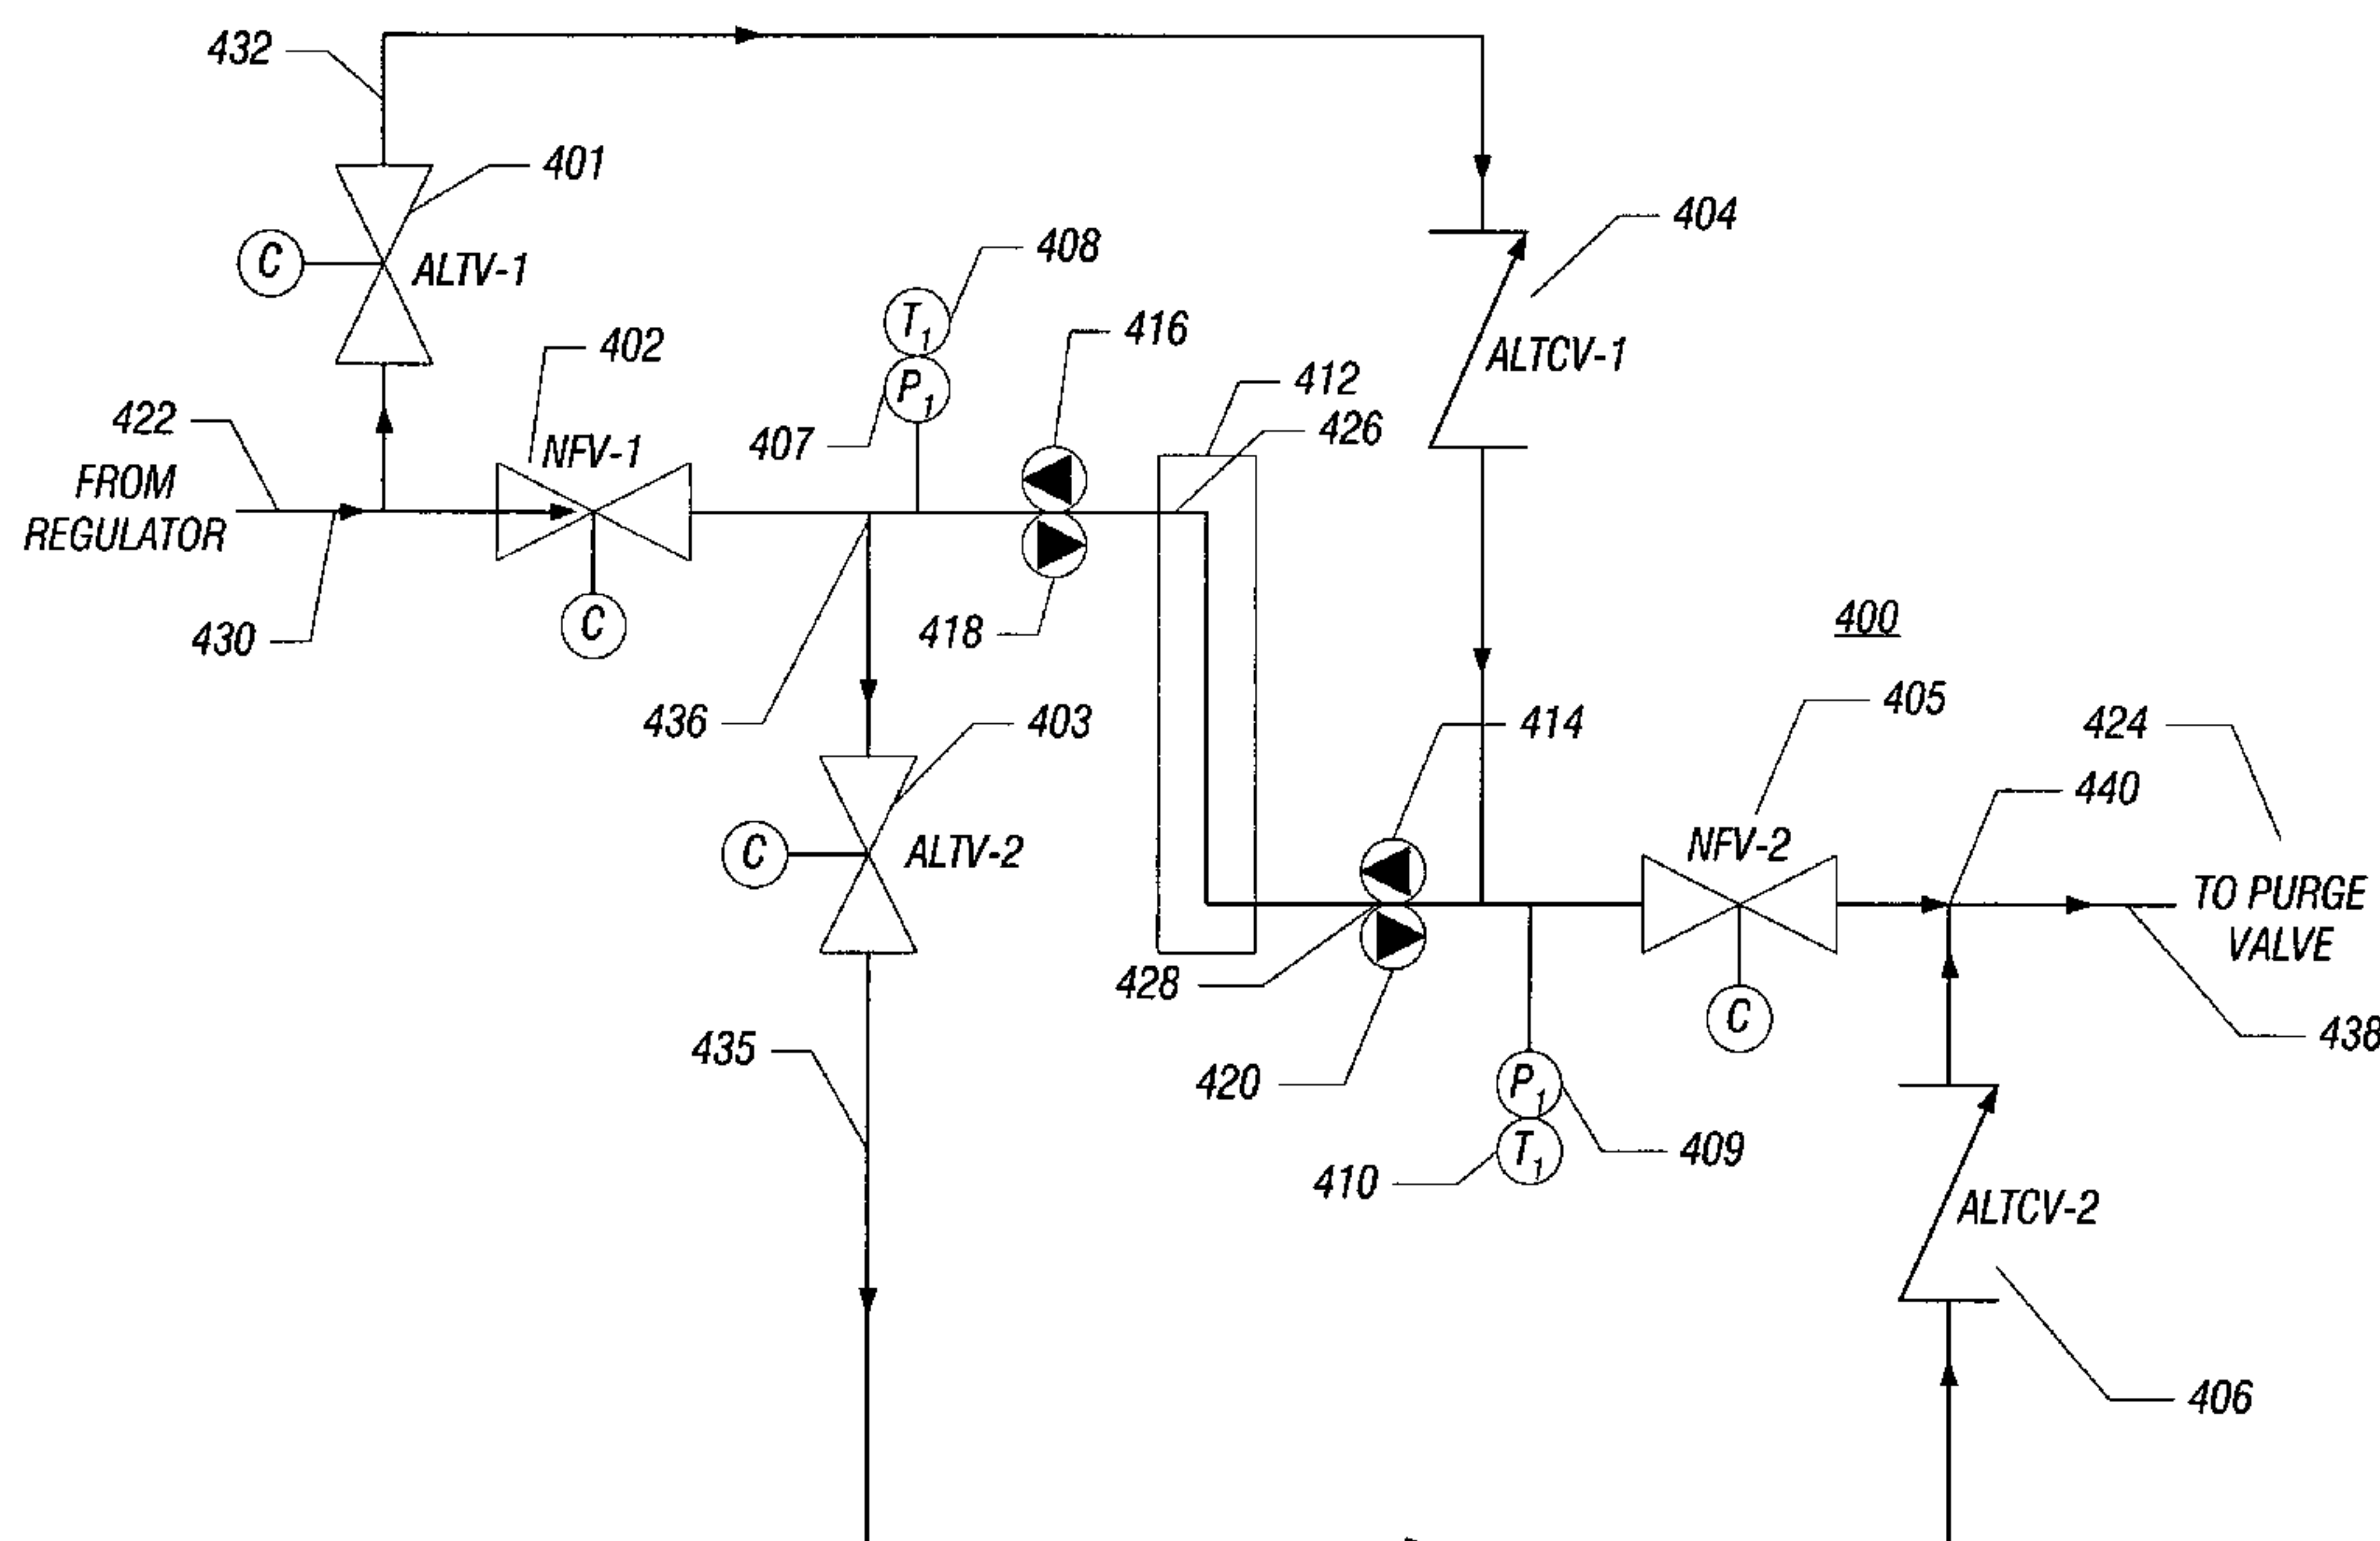 432
401
C
ALTV-1
404
408
T1
P1
407
416
402
412
426
ALTCV-1
422
FROM
REGULATOR
NFV-1
430
C
418
400
436
403
414
405
424
440
C
ALTV-2
NFV-2
TO PURGE
VALVE
428
C
438
435
420
P1
T1
409
410
ALTCV-2
406